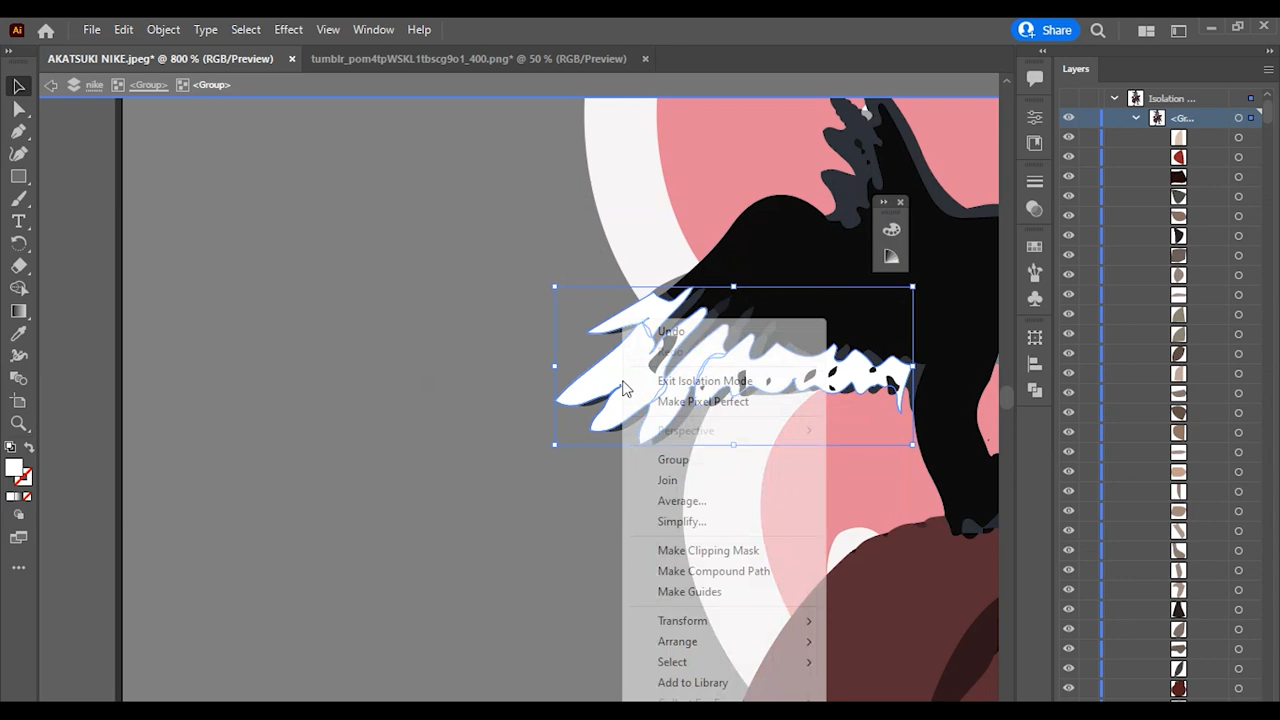 Ai
File Edit Object Type Select Effect View Window Help
Share
AKATSUKI NIKE.jpeg* @ 800 % (RGB/Preview) ×
tumblr_pom4tpWSKL1tbscg9o1_400.png* @ 50 % (RGB/Preview) ×
nike <Group> <Group>
Layers
Isolation ...
<Gr...
T
Undo
Redo
Exit Isolation Mode
Make Pixel Perfect
Perspective
Group
Join
Average...
Simplify...
Make Clipping Mask
Make Compound Path
Make Guides
Transform
Arrange
Select
Add to Library